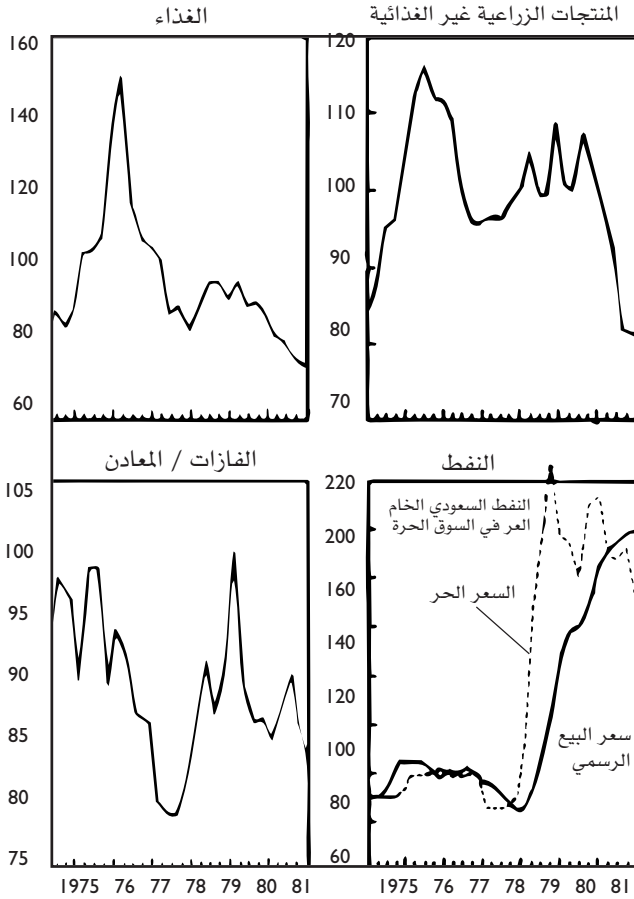 الغذاء
160
140
120
100
80
60
المنتجات الزراعية غير الغذائية
120
110
100
90
80
70
الفازات / المعادن
105
100
95
90
85
80
75
1975 76 77 78 79 80 81
النفط
220
200
160
140
120
100
80
60
النفط السعودي الخام
العر في السوق الحرة
السعر الحر
سعر البيع
الرسمي
1975 76 77 78 79 80 81